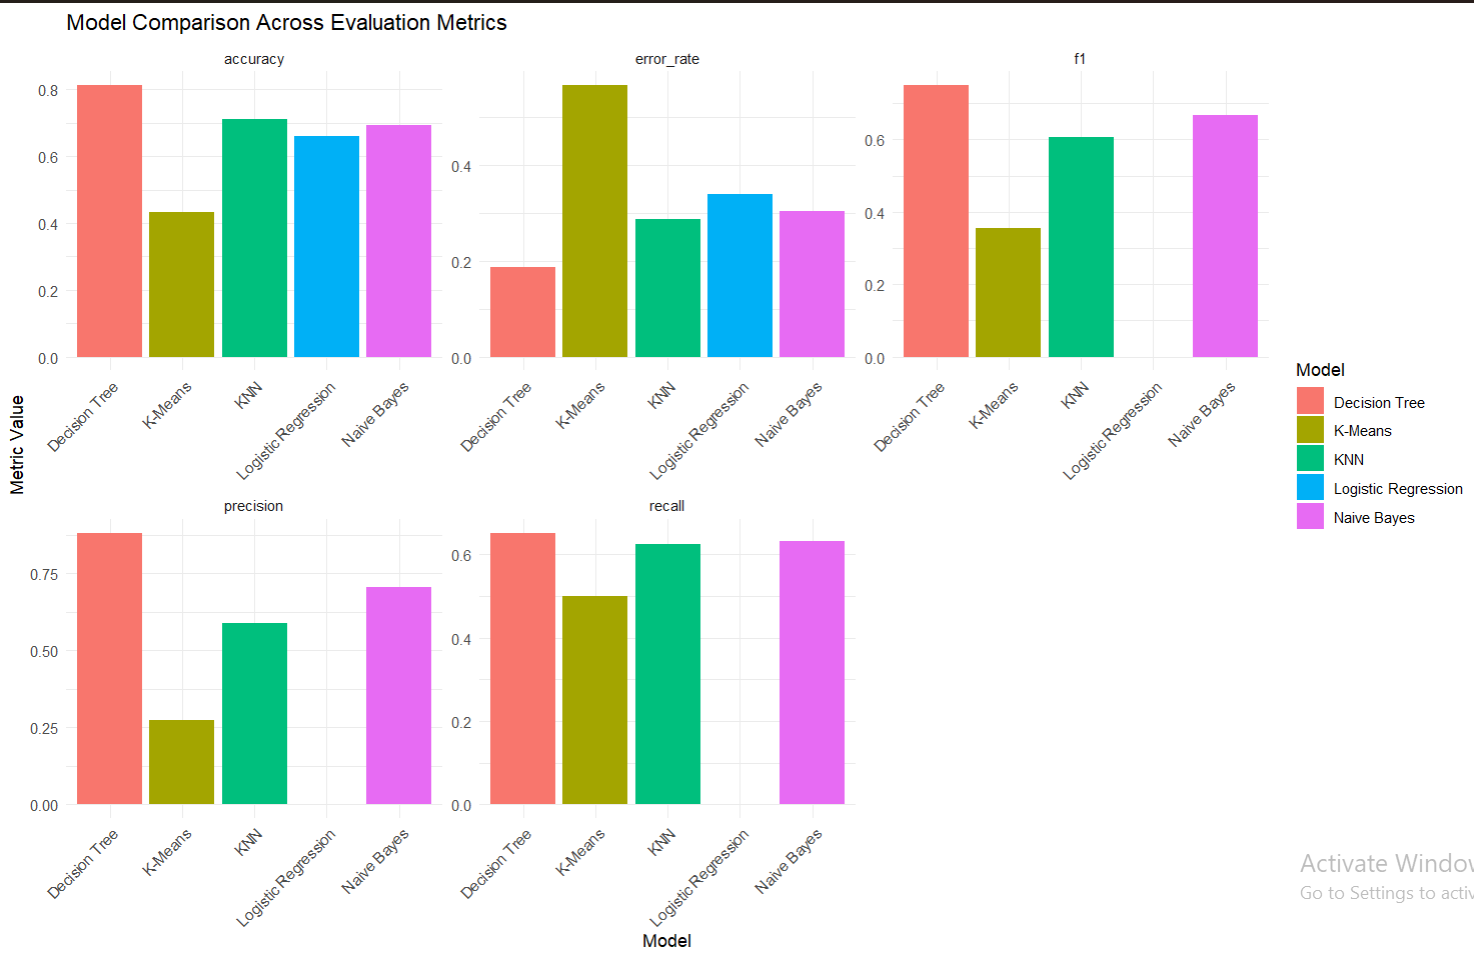 Model Comparison Across Evaluation Metrics
accuracy
error_rate
f1
0.8
0.6
0.4
0.2
0.0
0.4
0.2
0.0
0.6
0.4
0.2
0.0
Decision Tree
K-Means
KNN
Logistic Regression
Naive Bayes
Decision Tree
K-Means
KNN
Logistic Regression
Naive Bayes
Decision Tree
K-Means
KNN
Logistic Regression
Naive Bayes
Metric Value
precision
recall
0.75
0.50
0.25
0.00
0.6
0.4
0.2
0.0
Decision Tree
K-Means
KNN
Logistic Regression
Naive Bayes
Decision Tree
K-Means
KNN
Logistic Regression
Naive Bayes
Model
Model
Decision Tree
K-Means
KNN
Logistic Regression
Naive Bayes
Activate Window
Go to Settings to activ